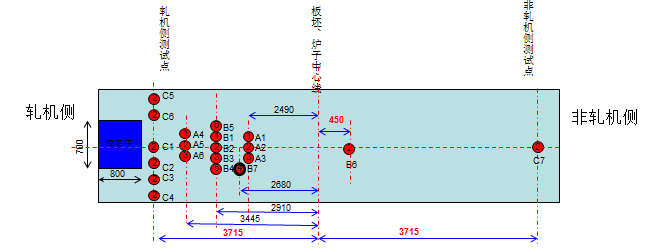 轧机侧测试点
板坯、炉子中心线
非轧机侧测试点
轧机侧
非轧机侧
2490
450
C5
C6
A4
A5
A6
B5
B1
B2
B3
B4
B7
A1
A2
A3
B6
C7
C1
C2
C3
C4
700
800
2680
2910
3445
3715
3715